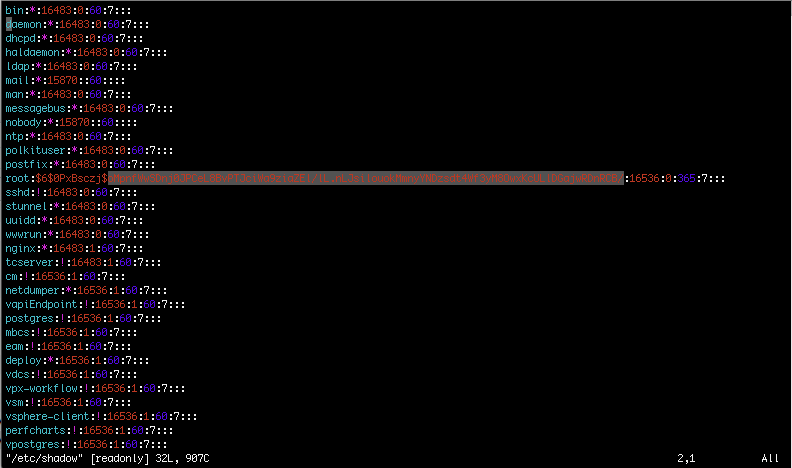 bin:*:16483:0:60:7:::
daemon:*:16483:0:60:7:::
dhcpd:*:16483:0:60:7:::
haldaemon:*:16483:0:60:7:::
ldap:*:16483:0:60:7:::
mail:*:15870::60::::
man:*:16483:0:60:7:::
messagebus:*:16483:0:60:7:::
nobody:*:15870::60::::
ntp:*:16483:0:60:7:::
polkituser:*:16483:0:60:7:::
postfix:*:16483:0:60:7:::
root:$6$0PxBsczj$ :16536:0:365:7:::
sshd:!:16483:0:60:7:::
stunnel:*:16483:0:60:7:::
uuidd:*:16483:0:60:7:::
wwwrun:*:16483:0:60:7:::
nginx:*:16483:1:60:7:::
tcserver:!:16483:1:60:7:::
cm:!:16536:1:60:7:::
netdumper:*:16536:1:60:7:::
vapiEndpoint:!:16536:1:60:7:::
postgres:!:16536:1:60:7:::
mbcs:!:16536:1:60:7:::
eam:!:16536:1:60:7:::
deploy:*:16536:1:60:7:::
vdcs:!:16536:1:60:7:::
vpx-workflow:!:16536:1:60:7:::
vsm:!:16536:1:60:7:::
vsphere-client:!:16536:1:60:7:::
perfcharts:!:16536:1:60:7:::
vpostgres:!:16536:1:60:7:::
"/etc/shadow" [readonly] 32L, 907C 2,1 All